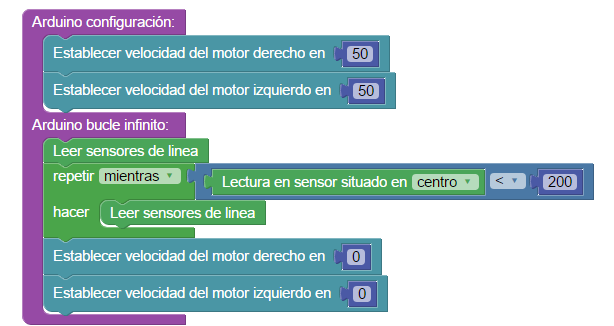 Arduino configuración:
Establecer velocidad del motor derecho en 50
Establecer velocidad del motor izquierdo en 50
Arduino bucle infinito:
Leer sensores de linea
repetir mientras Lectura en sensor situado en centro < 200
hacer Leer sensores de linea
Establecer velocidad del motor derecho en 0
Establecer velocidad del motor izquierdo en 0